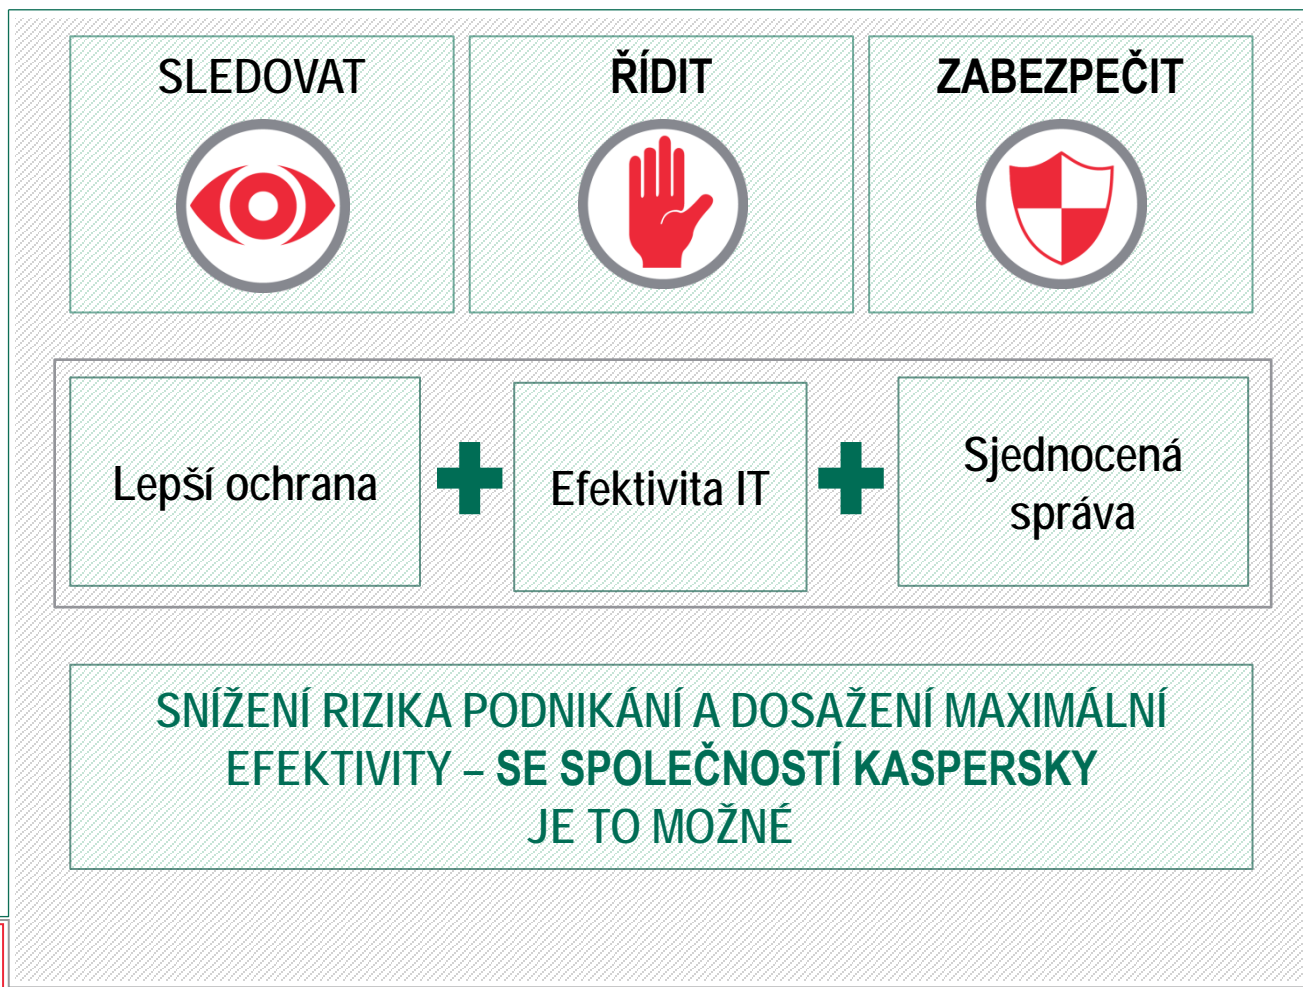 SLEDOVAT
ŘÍDIT
ZABEZPEČIT
Lepší ochrana
Efektivita IT
Sjednocená
správa
SNÍŽENÍ RIZIKA PODNIKÁNÍ A DOSAŽENÍ MAXIMÁLNÍ
EFEKTIVITY – SE SPOLEČNOSTÍ KASPERSKY
JE TO MOŽNÉ